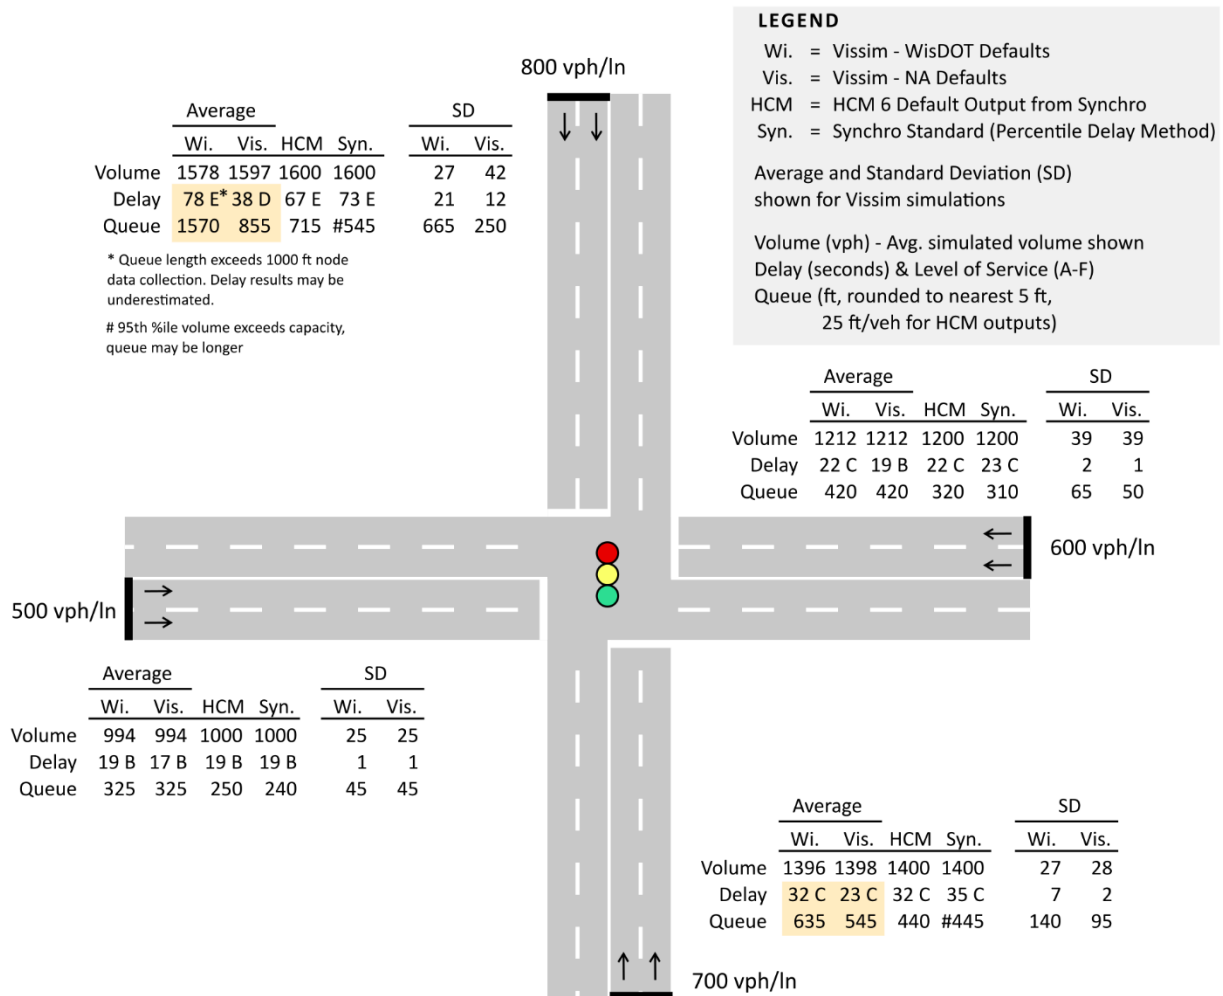 LEGEND
Wi. = Vissim - WisDOT Defaults
Vis. = Vissim - NA Defaults
HCM = HCM 6 Default Output from Synchro
Syn. = Synchro Standard (Percentile Delay Method)
Average and Standard Deviation (SD)
shown for Vissim simulations
Volume (vph) - Avg. simulated volume shown
Delay (seconds) & Level of Service (A-F)
Queue (ft, rounded to nearest 5 ft,
25 ft/veh for HCM outputs)
800 vph/ln
Average SD
Wi. Vis. HCM Syn. Wi. Vis.
Volume 1578 1597 1600 1600 27 42
Delay 78 E* 38 D 67 E 73 E 21 12
Queue 1570 855 715 #545 665 250
* Queue length exceeds 1000 ft node
data collection. Delay results may be
underestimated.
# 95th %ile volume exceeds capacity,
queue may be longer
Average SD
Wi. Vis. HCM Syn. Wi. Vis.
Volume 1212 1212 1200 1200 39 39
Delay 22 C 19 B 22 C 23 C 2 1
Queue 420 420 320 310 65 50
600 vph/ln
500 vph/ln
Average SD
Wi. Vis. HCM Syn. Wi. Vis.
Volume 994 994 1000 1000 25 25
Delay 19 B 17 B 19 B 19 B 1 1
Queue 325 325 250 240 45 45
Average SD
Wi. Vis. HCM Syn. Wi. Vis.
Volume 1396 1398 1400 1400 27 28
Delay 32 C 23 C 32 C 35 C 7 2
Queue 635 545 440 #445 140 95
700 vph/ln